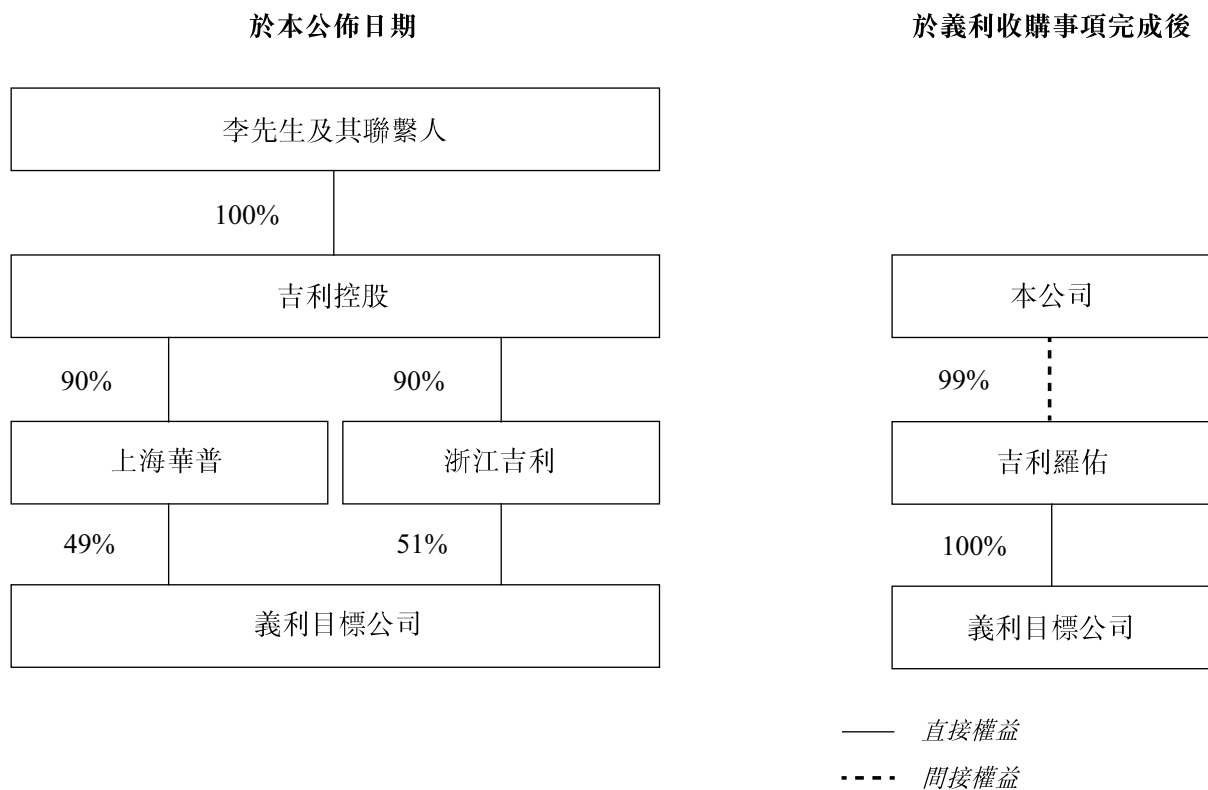 於本公佈日期
李先生及其聯繫人
100%
吉利控股
90%
90%
上海華普
浙江吉利
49%
51%
義利目標公司
於義利收購事項完成後
本公司
99%
吉利羅佑
100%
義利目標公司
直接權益
間接權益